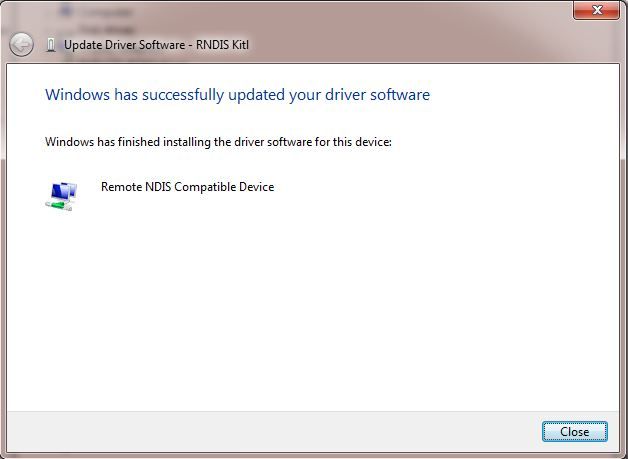 Computer
Update Driver Software - RNDIS Kitl
Windows has successfully updated your driver software
Windows has finished installing the driver software for this device:
Remote NDIS Compatible Device
Close